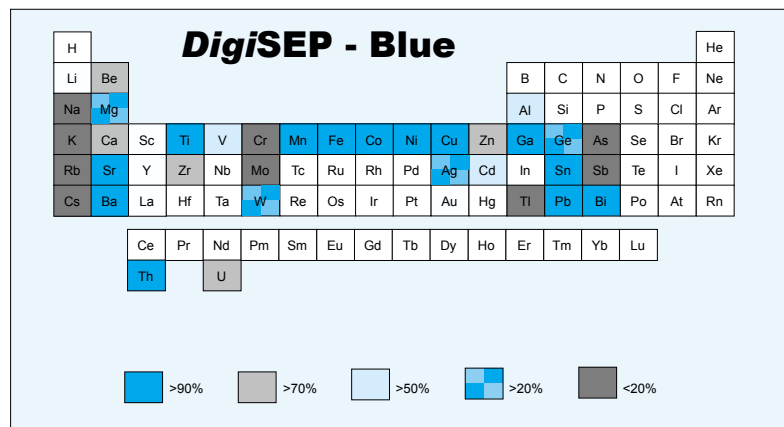 DigiSEP - Blue
H He
Li Be B C N O F Ne
Na Mg Al Si P S Cl Ar
K Ca Sc Ti V Cr Mn Fe Co Ni Cu Zn Ga Ge As Se Br Kr
Rb Sr Y Zr Nb Mo Tc Ru Rh Pd Ag Cd In Sn Sb Te I Xe
Cs Ba La Hf Ta W Re Os Ir Pt Au Hg Tl Pb Bi Po At Rn
Ce Pr Nd Pm Sm Eu Gd Tb Dy Ho Er Tm Yb Lu
Th U
>90% >70% >50% >20% <20%